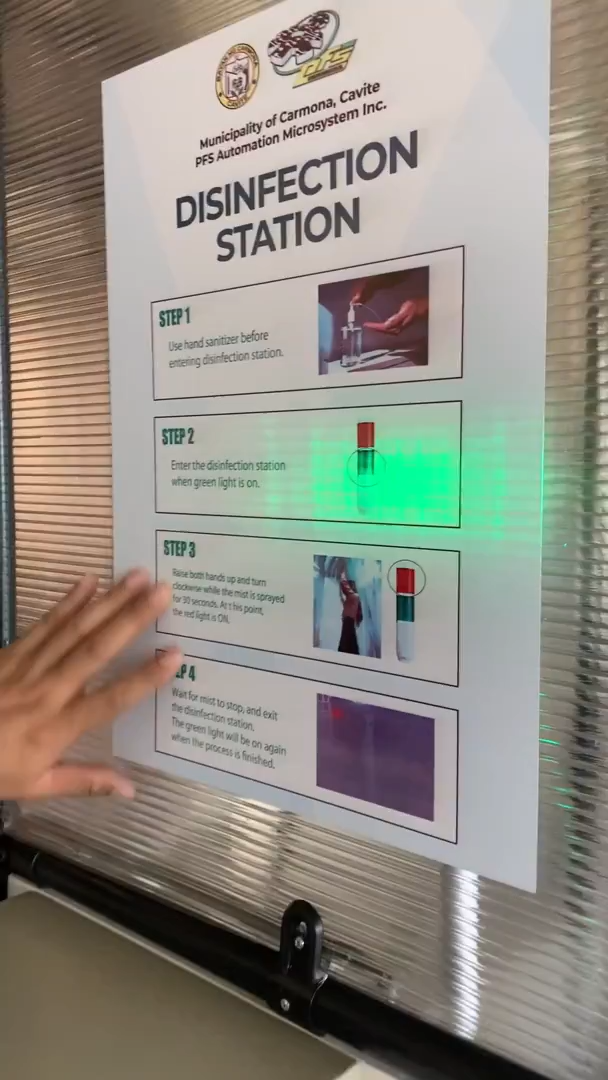 PFS
Municipality of Carmona, Cavite
PFS Automation Microsystem Inc.
DISINFECTION
STATION
STEP 1
Use hand sanitizer before
entering disinfection station.
STEP 2
Enter the disinfection station
when green light is on.
STEP 3
Raise both hands up and turn
clockwise while the mist is sprayed
for 30 seconds. At this point,
the red light is ON.
4
Wait for mist to stop, and exit
the disinfection station.
The green light will be on again
when the process is finished.